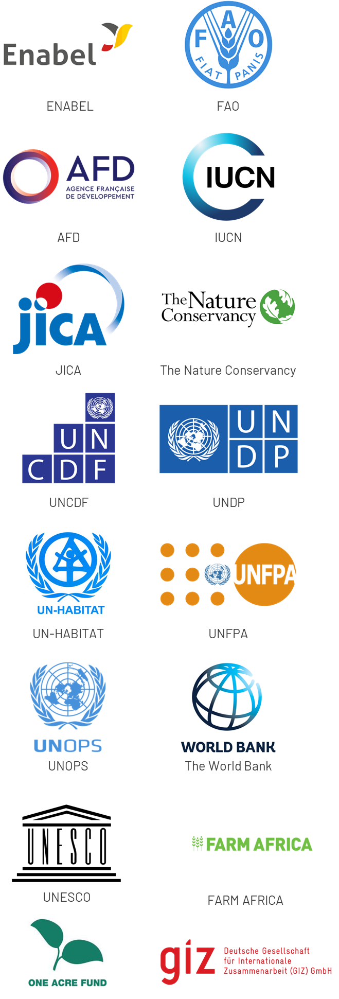 Enabel
ENABEL
FAO
FIAT PANIS
FAO
AFD
AGENCE FRANÇAISE
DE DÉVELOPPEMENT
AFD
IUCN
IUCN
JICA
JICA
The Nature
Conservancy
The Nature Conservancy
UN
CDF
UNCDF
UN
DP
UNDP
UN-HABITAT
UN-HABITAT
UNFPA
UNFPA
UNOPS
UNOPS
WORLD BANK
The World Bank
UNESCO
UNESCO
FARM AFRICA
FARM AFRICA
ONE ACRE FUND
giz
Deutsche Gesellschaft
für Internationale
Zusammenarbeit (GIZ) GmbH